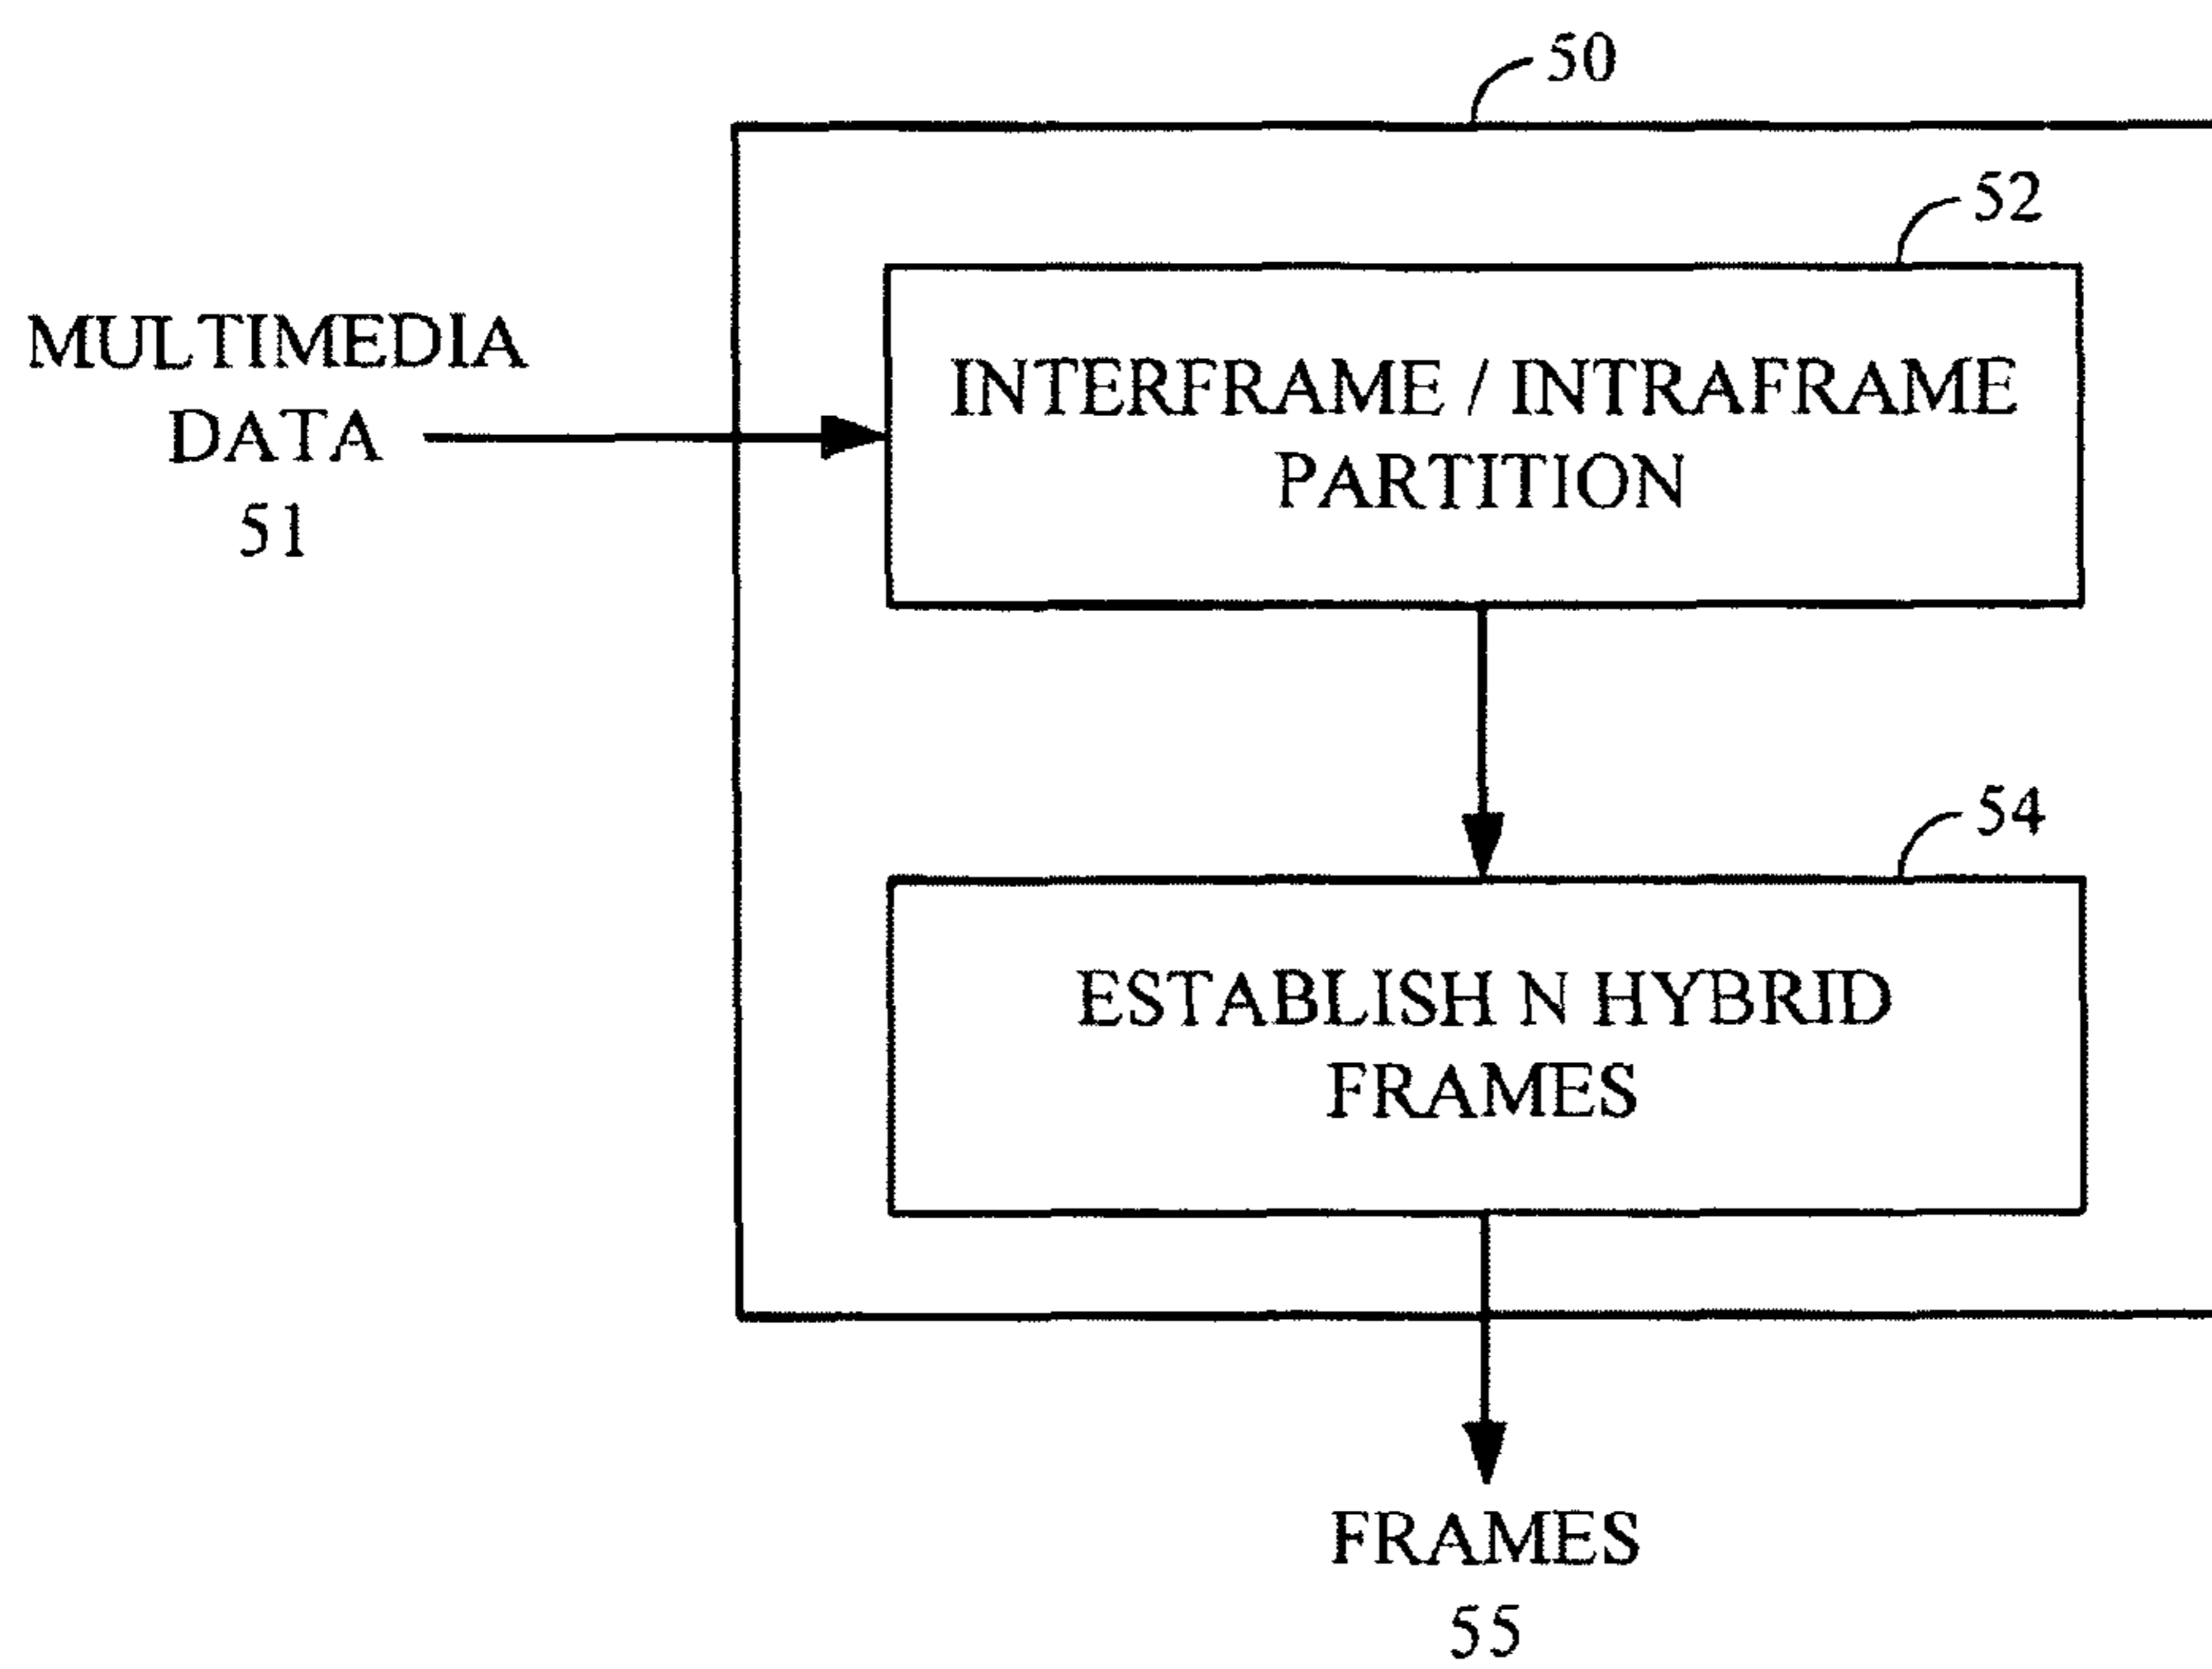 50
52
MULTIMEDIA
DATA
51
INTERFRAME / INTRAFRAME
PARTITION
54
ESTABLISH N HYBRID
FRAMES
FRAMES
55